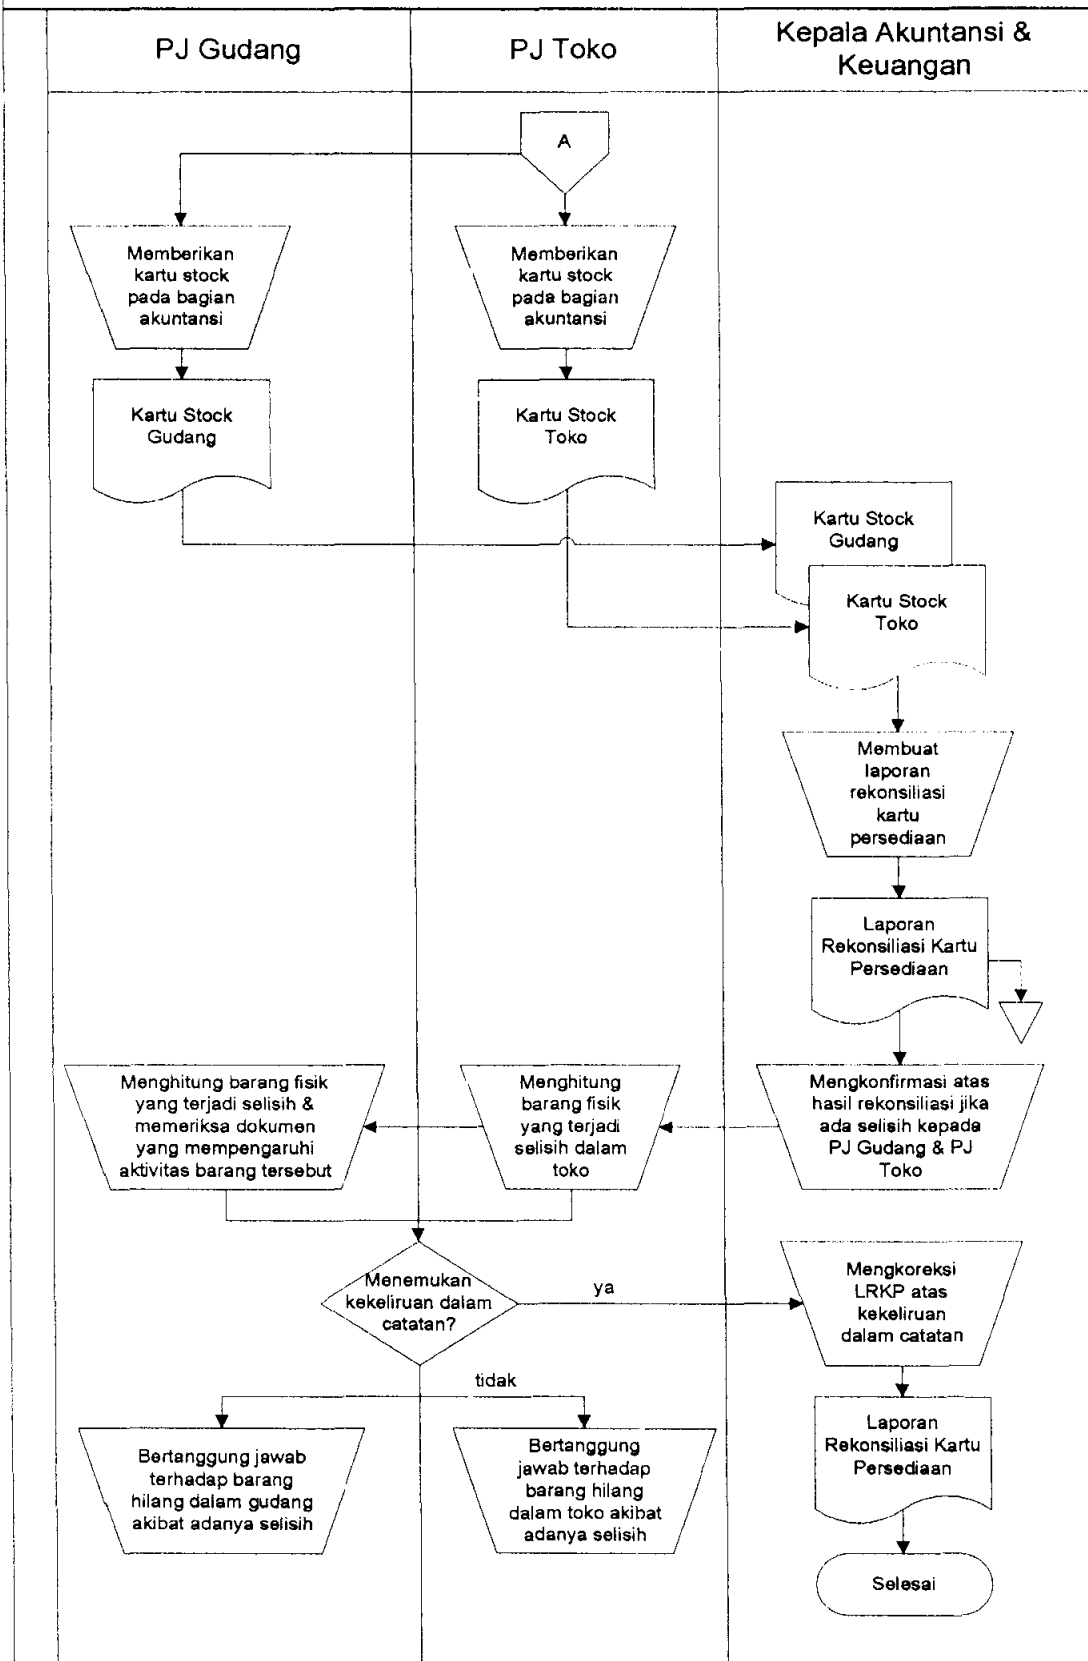 PJ Gudang
PJ Toko
Kepala Akuntansi &
Keuangan
A
Memberikan
kartu stock
pada bagian
akuntansi
Memberikan
kartu stock
pada bagian
akuntansi
Kartu Stock
Gudang
Kartu Stock
Toko
Kartu Stock
Gudang
Kartu Stock
Toko
Membuat
laporan
rekonsiliasi
kartu
persediaan
Laporan
Rekonsiliasi Kartu
Persediaan
Menghitung barang fisik
yang terjadi selisih &
memeriksa dokumen
yang mempengaruhi
aktivitas barang tersebut
Menghitung
barang fisik
yang terjadi
selisih dalam
toko
Mengkonfirmasi atas
hasil rekonsiliasi jika
ada selisih kepada
PJ Gudang & PJ
Toko
Menemukan
kekeliruan dalam
catatan?
ya
Mengkoreksi
LRKP atas
kekeliruan
dalam catatan
tidak
Bertanggung jawab
terhadap barang
hilang dalam gudang
akibat adanya selisih
Bertanggung
jawab terhadap
barang hilang
dalam toko akibat
adanya selisih
Laporan
Rekonsiliasi Kartu
Persediaan
Selesai